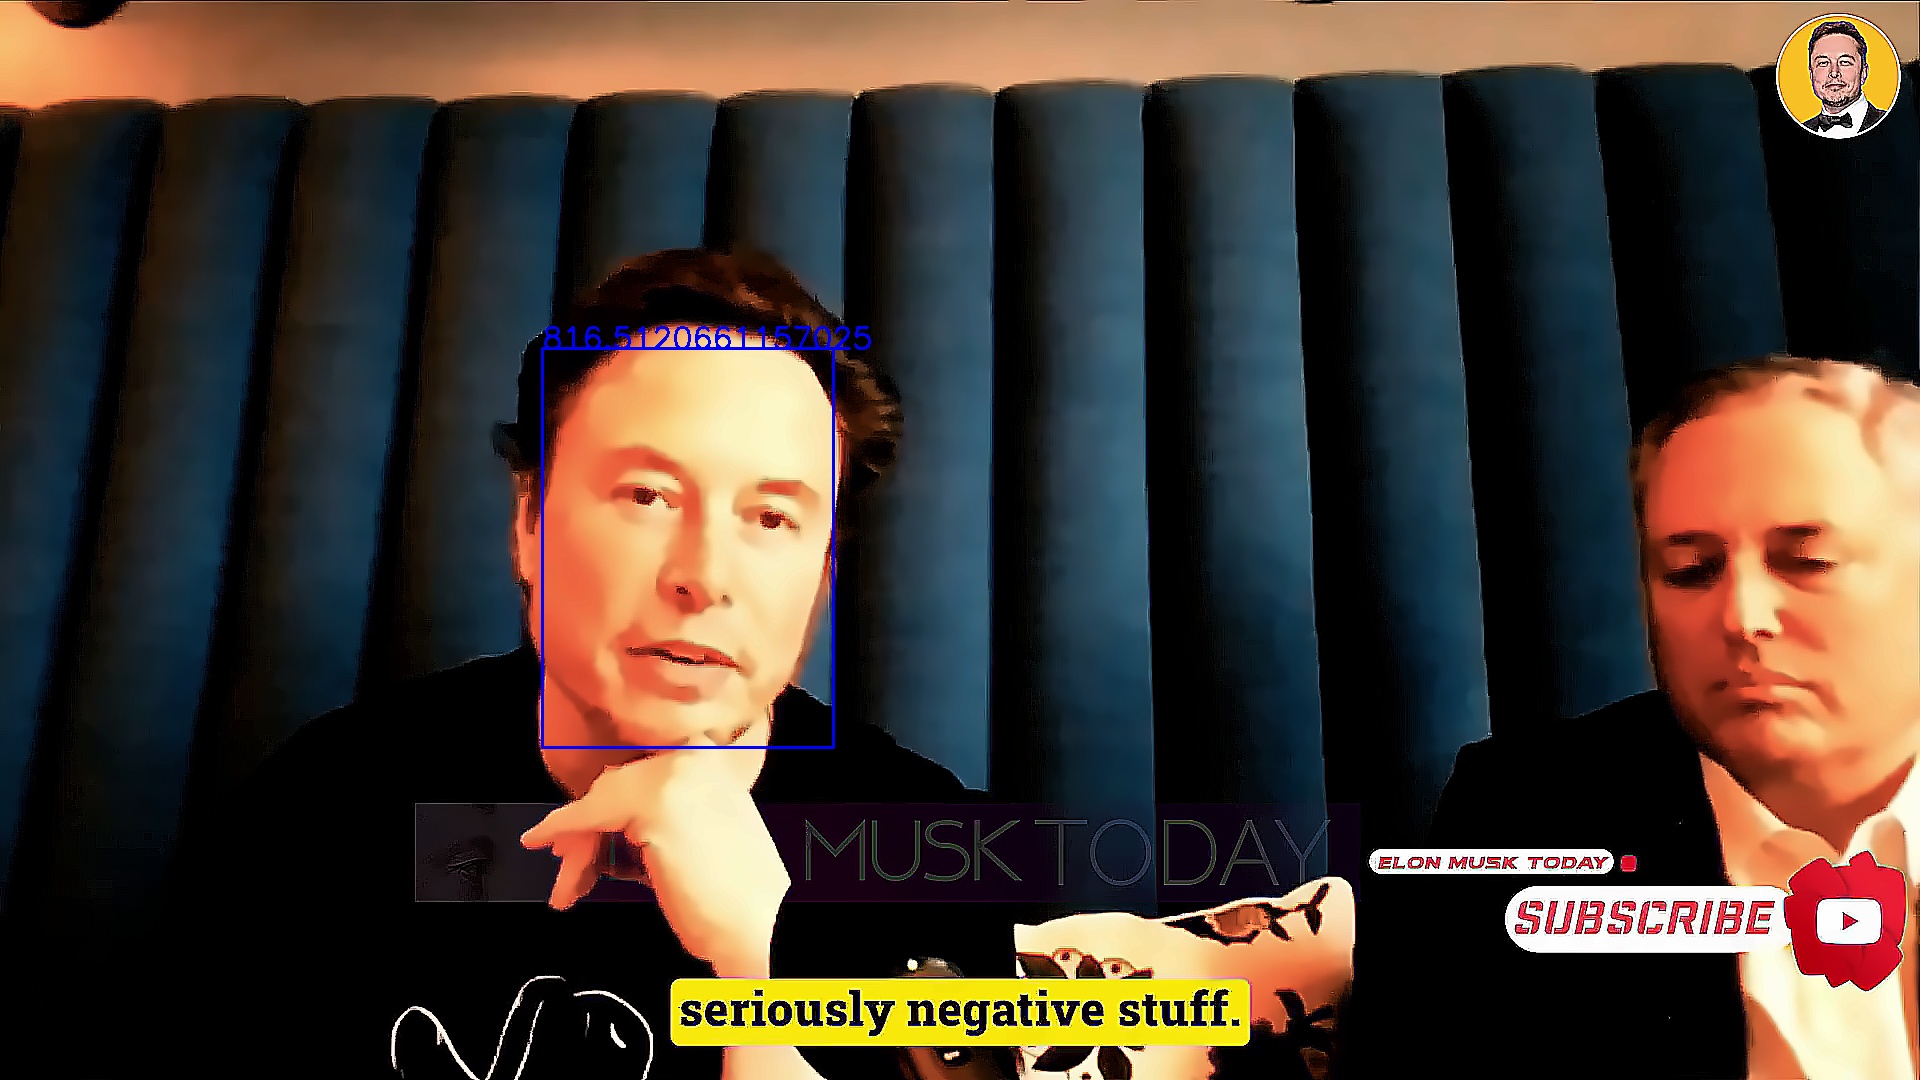 816.5120661157025
MUSK TODAY
ELON MUSK TODAY
SUBSCRIBE
seriously negative stuff.